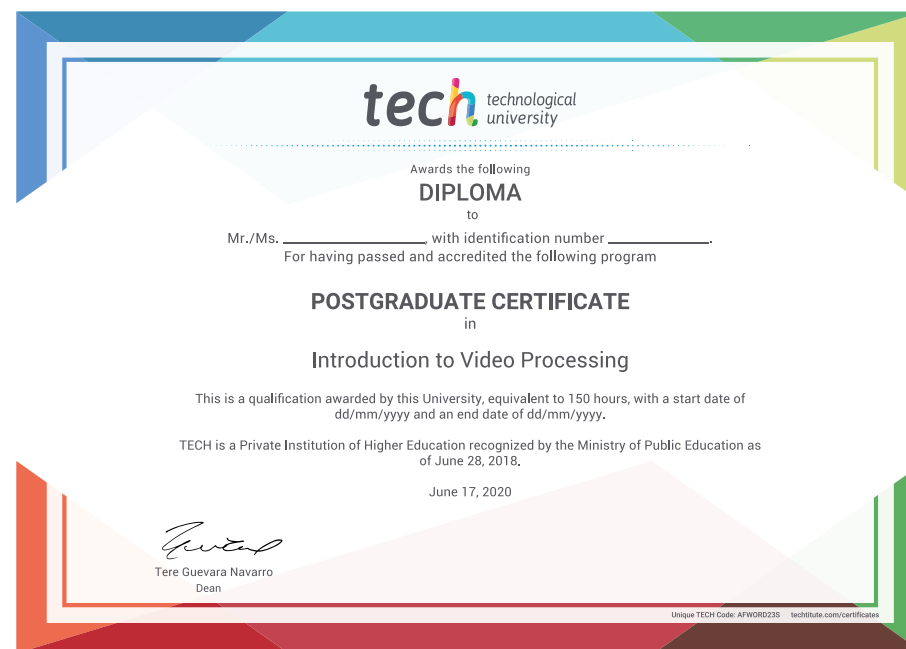 tech technological
university
Awards the following
DIPLOMA
to
Mr./Ms. ____________________, with identification number ______________.
For having passed and accredited the following program
POSTGRADUATE CERTIFICATE
in
Introduction to Video Processing
This is a qualification awarded by this University, equivalent to 150 hours, with a start date of
dd/mm/yyyy and an end date of dd/mm/yyyy.
TECH is a Private Institution of Higher Education recognized by the Ministry of Public Education as
of June 28, 2018.
June 17, 2020
Tere Guevara Navarro
Dean
Unique TECH Code: AFWORD23S techtitute.com/certificates